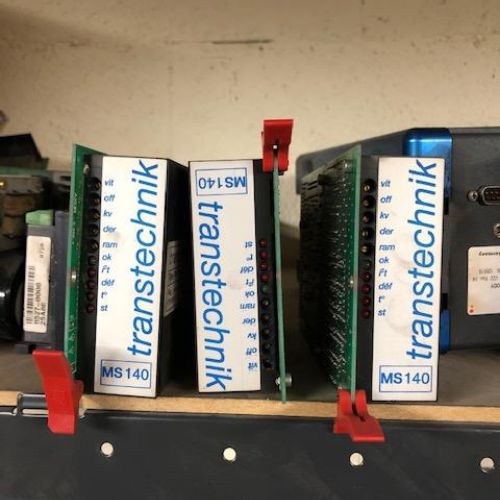 vit
off
kv
der
ram
ok
Î't
déf
t°
st
transtechnik
MS140
MS140
transtechnik
st
t°
déf
Î't
ok
ram
der
kv
off
vit
vit
off
kv
der
ram
ok
Î't
déf
t°
st
transtechnik
MS140
25AAE